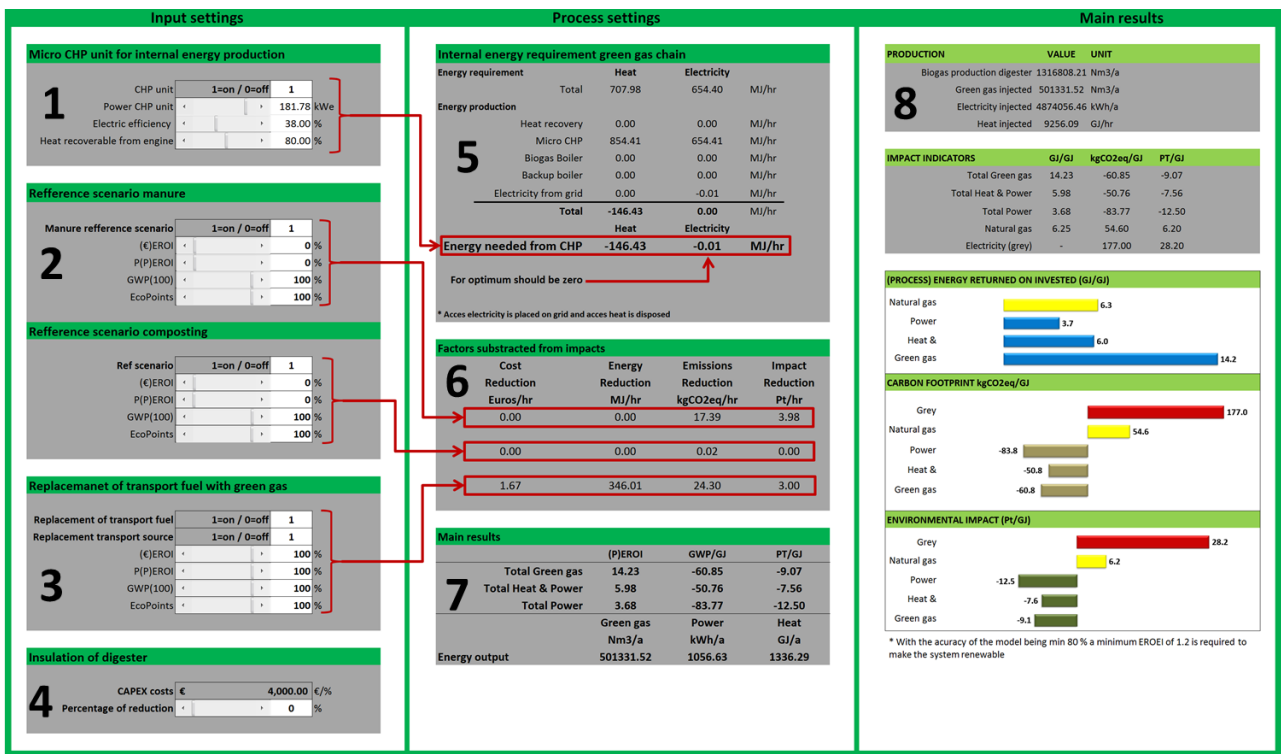 Input settings
Micro CHP unit for internal energy production
1
CHP unit 1=on / 0=off 1
Power CHP unit 181.78 kWe
Electric efficiency 38.00 %
Heat recoverable from engine 80.00 %
Refference scenario manure
2
Manure refference scenario 1=on / 0=off 1
(€)EROI 0 %
P(P)EROI 0 %
GWP(100) 100 %
EcoPoints 100 %
Refference scenario composting
Ref scenario 1=on / 0=off 1
(€)EROI 0 %
P(P)EROI 0 %
GWP(100) 100 %
EcoPoints 100 %
Replacemanet of transport fuel with green gas
3
Replacement of transport fuel 1=on / 0=off 1
Replacement transport source 1=on / 0=off 1
(€)EROI 100 %
P(P)EROI 100 %
GWP(100) 100 %
EcoPoints 100 %
Insulation of digester
4
CAPEX costs € 4,000.00 €/%
Percentage of reduction 0 %
Process settings
Internal energy requirement green gas chain
5
Energy requirement Heat Electricity
Total 707.98 654.40 MJ/hr
Energy production
Heat recovery 0.00 0.00 MJ/hr
Micro CHP 854.41 654.41 MJ/hr
Biogas Boiler 0.00 0.00 MJ/hr
Backup boiler 0.00 0.00 MJ/hr
Electricity from grid 0.00 -0.01 MJ/hr
Total -146.43 0.00 MJ/hr
Heat Electricity
Energy needed from CHP -146.43 -0.01 MJ/hr
For optimum should be zero
* Acces electricity is placed on grid and acces heat is disposed
Factors substracted from impacts
6
Cost Energy Emissions Impact
Reduction Reduction Reduction Reduction
Euros/hr MJ/hr kgCO2eq/hr Pt/hr
0.00 0.00 17.39 3.98
0.00 0.00 0.02 0.00
1.67 346.01 24.30 3.00
Main results
7
(P)EROI GWP/GJ PT/GJ
Total Green gas 14.23 -60.85 -9.07
Total Heat & Power 5.98 -50.76 -7.56
Total Power 3.68 -83.77 -12.50
Green gas Power Heat
Nm3/a kWh/a GJ/a
Energy output 501331.52 1056.63 1336.29
Main results
8
PRODUCTION VALUE UNIT
Biogas production digester 1316808.21 Nm3/a
Green gas injected 501331.52 Nm3/a
Electricity injected 4874056.46 kWh/a
Heat injected 9256.09 GJ/hr
IMPACT INDICATORS GJ/GJ kgCO2eq/GJ PT/GJ
Total Green gas 14.23 -60.85 -9.07
Total Heat & Power 5.98 -50.76 -7.56
Total Power 3.68 -83.77 -12.50
Natural gas 6.25 54.60 6.20
Electricity (grey) - 177.00 28.20
(PROCESS) ENERGY RETURNED ON INVESTED (GJ/GJ)
Natural gas 6.3
Power 3.7
Heat & 6.0
Green gas 14.2
CARBON FOOTPRINT kgCO2eq/GJ
Grey 177.0
Natural gas 54.6
Power -83.8
Heat & -50.8
Green gas -60.8
ENVIRONMENTAL IMPACT (Pt/GJ)
Grey 28.2
Natural gas 6.2
Power -12.5
Heat & -7.6
Green gas -9.1
* With the acuracy of the model being min 80 % a minimum EROEI of 1.2 is required to
make the system renewable